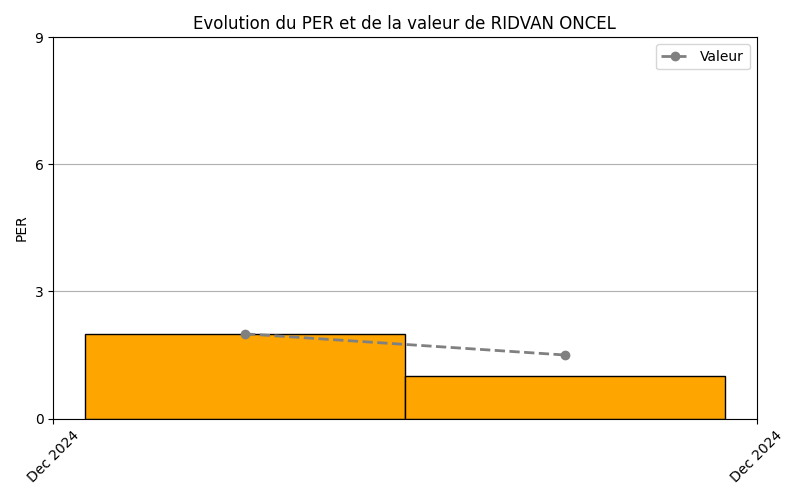 Evolution du PER et de la valeur de RIDVAN ONCEL
Valeur
PER
9
6
3
0
Dec 2024
Dec 2024